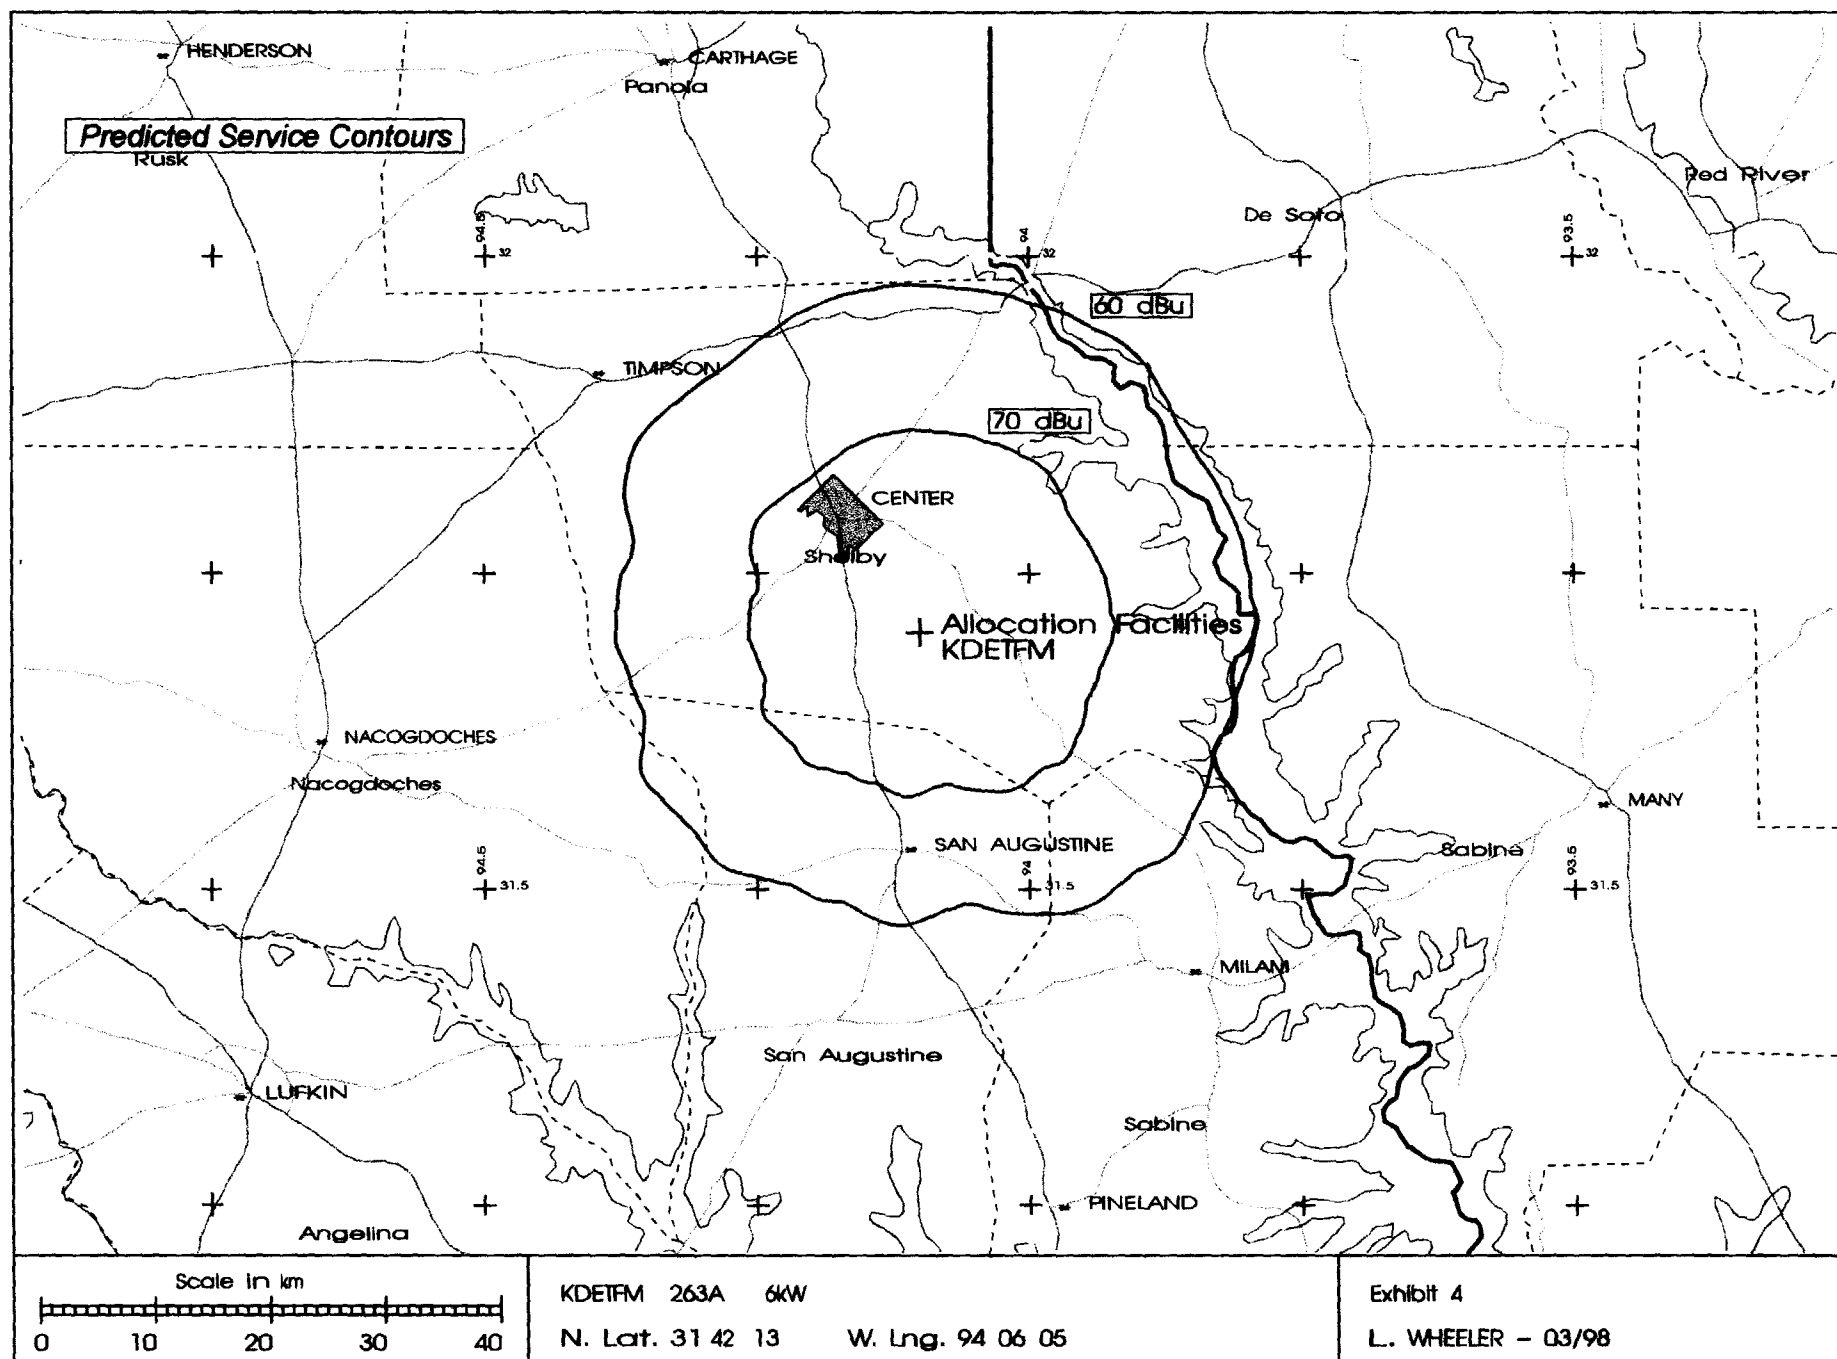 HENDERSON
CARTHAGE
Panola
Predicted Service Contours
Rusk
Red River
De Soto
94.5
32
94
32
93.5
32
60 dBu
TIMPSON
70 dBu
CENTER
Shelby
Allocation Facilities
KDETFM
NACOGDOCHES
Nacogdoches
MANY
SAN AUGUSTINE
Sabine
94.5
31.5
94
31.5
93.5
31.5
MILAM
San Augustine
LUFKIN
Sabine
PINELAND
Angelina
Scale in km
0 10 20 30 40
KDETFM 263A 6kW
N. Lat. 31 42 13 W. Lng. 94 06 05
Exhibit 4
L. WHEELER - 03/98